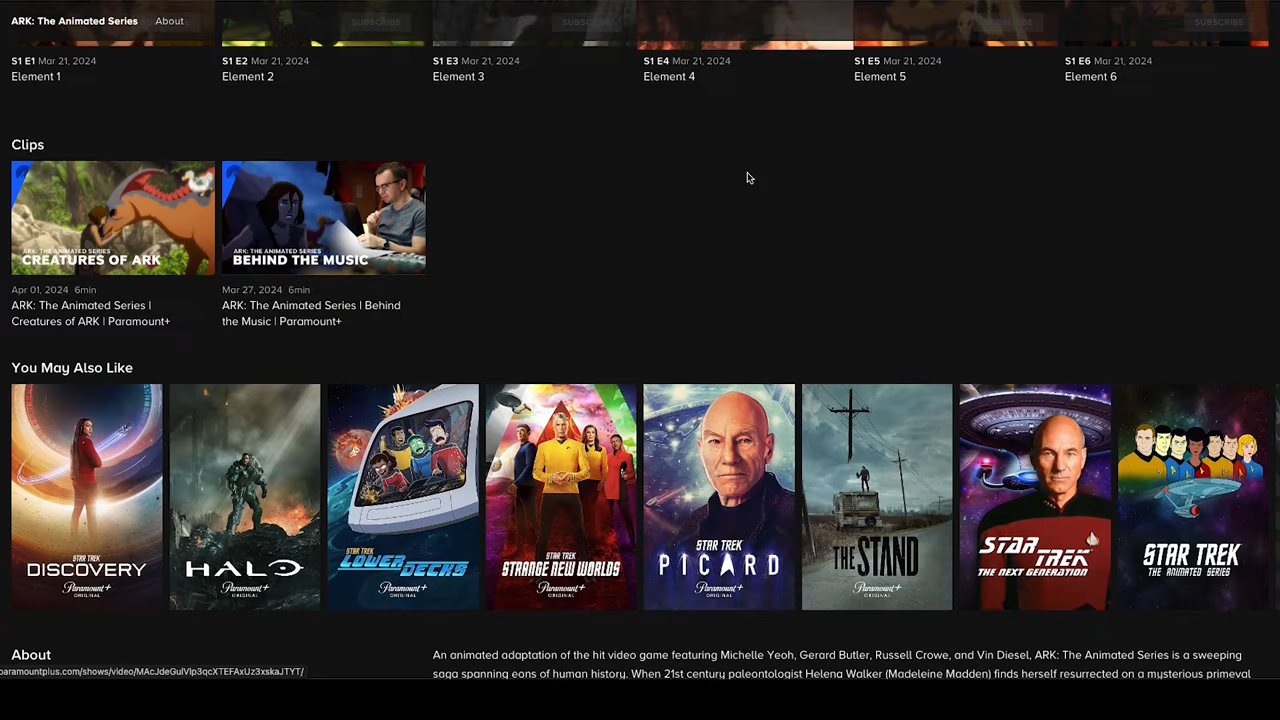 ARK: The Animated Series About
SUBSCRIBE SUBSCRIBE SUBSCRIBE SUBSCRIBE
S1 E1 Mar 21, 2024 S1 E2 Mar 21, 2024 S1 E3 Mar 21, 2024 S1 E4 Mar 21, 2024 S1 E5 Mar 21, 2024 S1 E6 Mar 21, 2024
Element 1 Element 2 Element 3 Element 4 Element 5 Element 6
Clips
ARK: THE ANIMATED SERIES
CREATURES OF ARK
ARK: THE ANIMATED SERIES
BEHIND THE MUSIC
Apr 01, 2024 6min
ARK: The Animated Series |
Creatures of ARK | Paramount+
Mar 27, 2024 6min
ARK: The Animated Series | Behind
the Music | Paramount+
You May Also Like
STAR TREK
DISCOVERY
Paramount+
ORIGINAL
HALO
Paramount+
ORIGINAL
STAR TREK
LOWER DECKS
Paramount+
ORIGINAL
STAR TREK
STRANGE NEW WORLDS
Paramount+
ORIGINAL
STAR TREK
PICARD
Paramount+
ORIGINAL
THE STAND
Paramount+
ORIGINAL
STAR TREK
THE NEXT GENERATION
STAR TREK
THE ANIMATED SERIES
About
An animated adaptation of the hit video game featuring Michelle Yeoh, Gerard Butler, Russell Crowe, and Vin Diesel, ARK: The Animated Series is a sweeping
saga spanning eons of human history. When 21st century paleontologist Helena Walker (Madeleine Madden) finds herself resurrected on a mysterious primeval